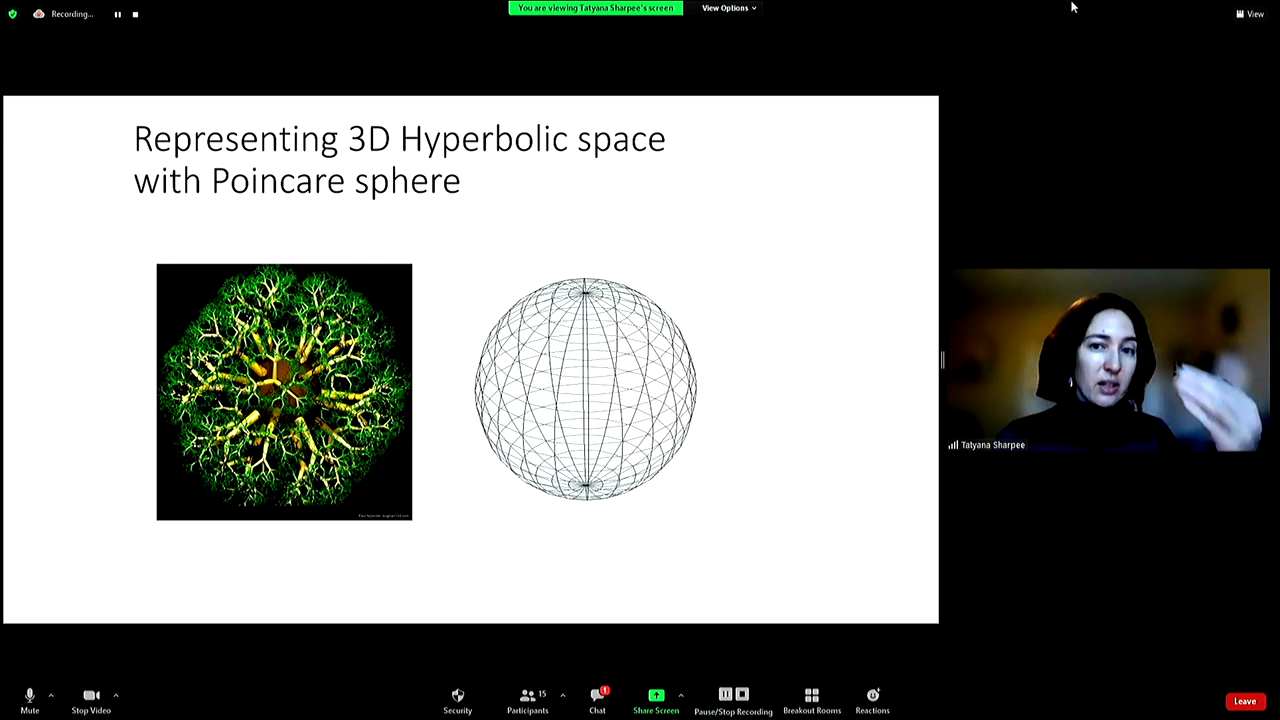 Recording...
You are viewing Tatyana Sharpee's screen
View Options
View
Representing 3D Hyperbolic space
with Poincare sphere
Tatyana Sharpee
Mute
Stop Video
Security
Participants
15
Chat
1
Share Screen
Pause/Stop Recording
Breakout Rooms
Reactions
Leave